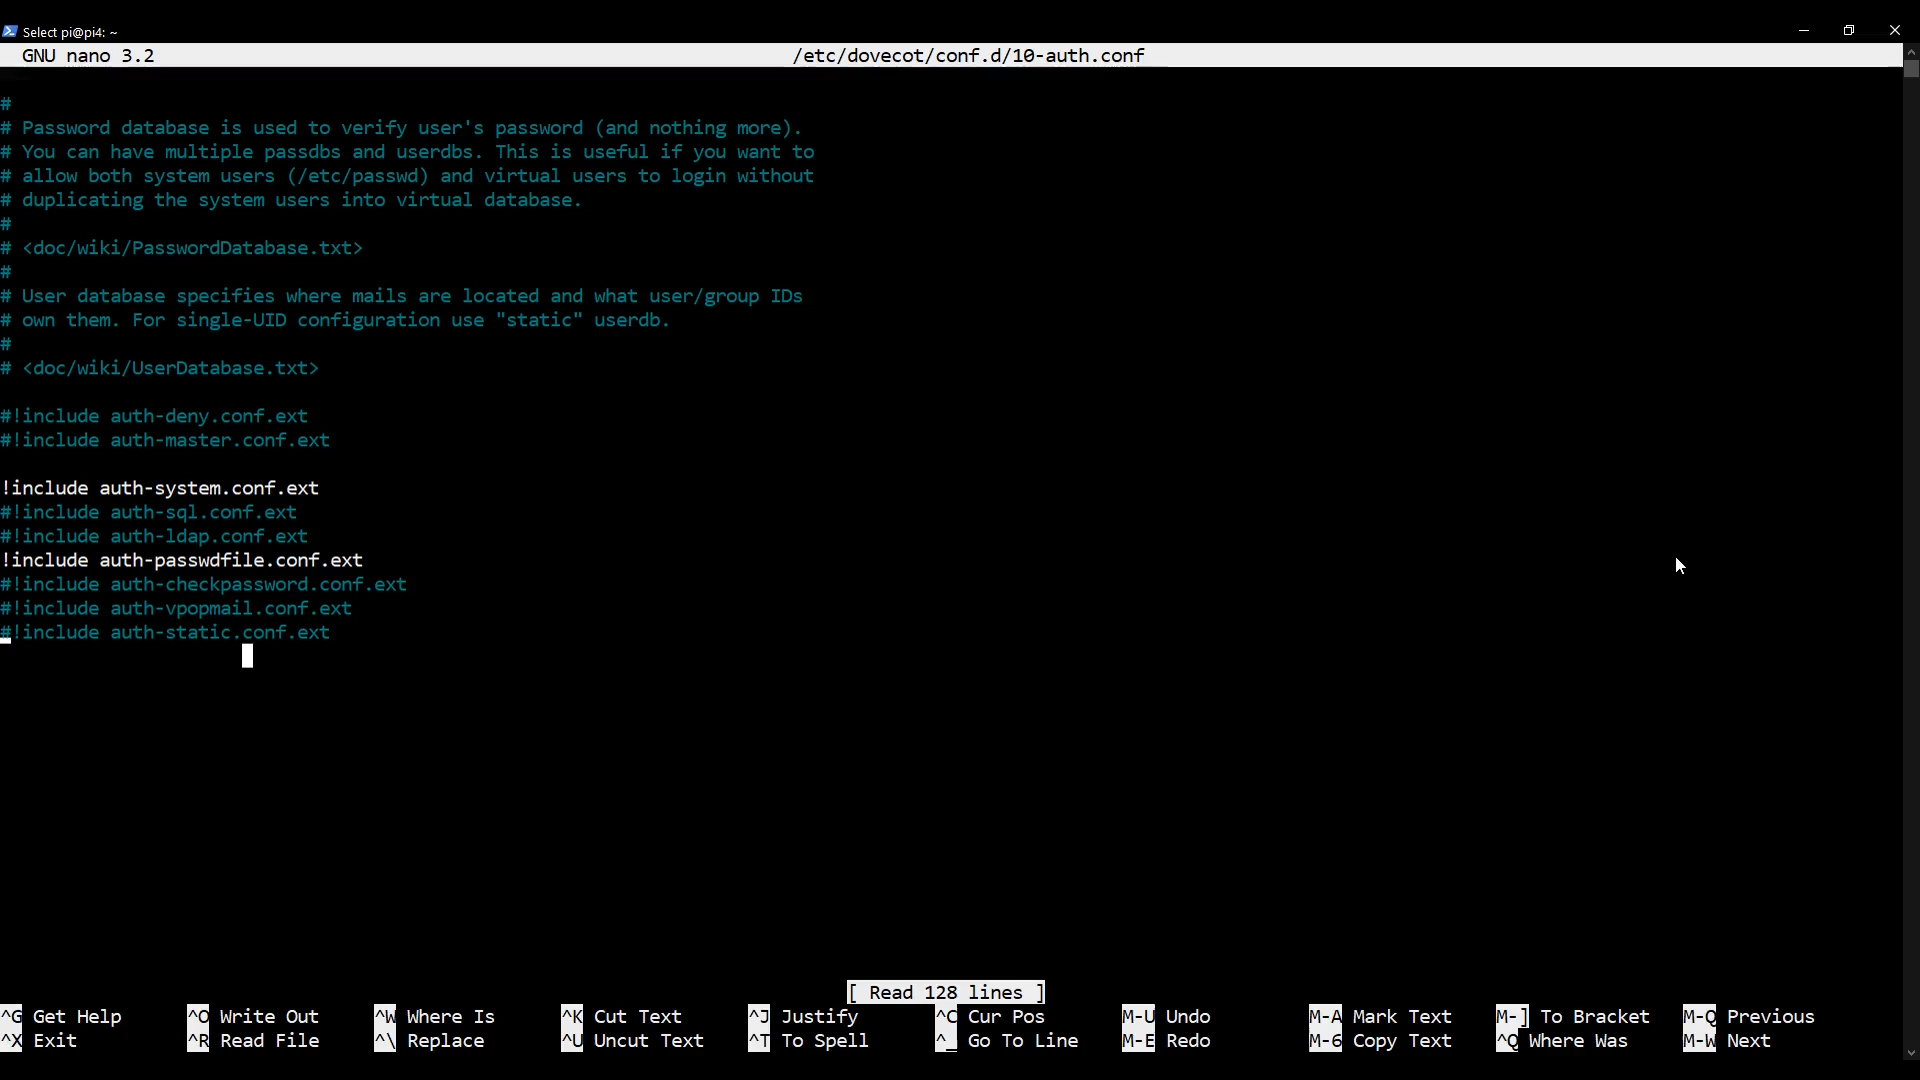 Select pi@pi4: ~
GNU nano 3.2 /etc/dovecot/conf.d/10-auth.conf
#
# Password database is used to verify user's password (and nothing more).
# You can have multiple passdbs and userdbs. This is useful if you want to
# allow both system users (/etc/passwd) and virtual users to login without
# duplicating the system users into virtual database.
#
# <doc/wiki/PasswordDatabase.txt>
#
# User database specifies where mails are located and what user/group IDs
# own them. For single-UID configuration use "static" userdb.
#
# <doc/wiki/UserDatabase.txt>
#!include auth-deny.conf.ext
#!include auth-master.conf.ext
!include auth-system.conf.ext
#!include auth-sql.conf.ext
#!include auth-ldap.conf.ext
!include auth-passwdfile.conf.ext
#!include auth-checkpassword.conf.ext
#!include auth-vpopmail.conf.ext
#!include auth-static.conf.ext
[ Read 128 lines ]
^G Get Help ^O Write Out ^W Where Is ^K Cut Text ^J Justify ^C Cur Pos M-U Undo M-A Mark Text M-] To Bracket M-Q Previous
^X Exit ^R Read File ^\ Replace ^U Uncut Text ^T To Spell ^_ Go To Line M-E Redo M-6 Copy Text ^Q Where Was M-W Next